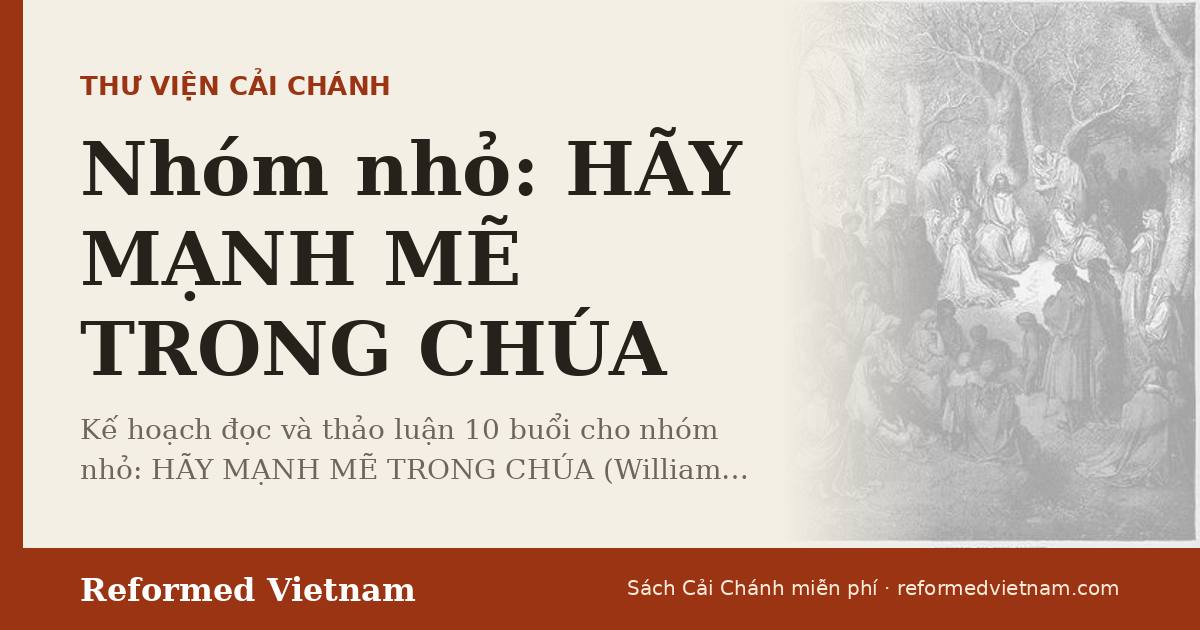 THƯ VIỆN CẢI CHÁNH
Nhóm nhỏ: HÃY
MẠNH MẼ
TRONG CHÚA
Kế hoạch đọc và thảo luận 10 buổi cho nhóm
nhỏ: HÃY MẠNH MẼ TRONG CHÚA (William...
Reformed Vietnam
Sách Cải Chánh miễn phí · reformedvietnam.com